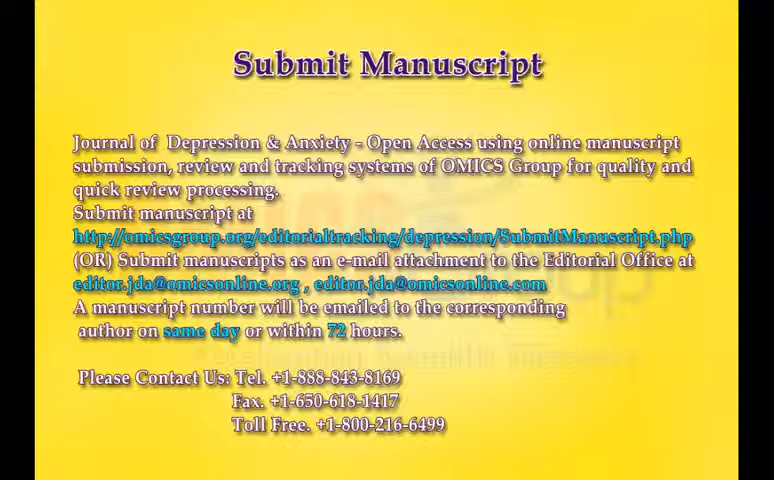 Submit Manuscript
Journal of Depression & Anxiety - Open Access using online manuscript
submission, review and tracking systems of OMICS Group for quality and
quick review processing.
Submit manuscript at
http://omicsgroup.org/editorialtracking/depression/SubmitManuscript.php
(OR) Submit manuscripts as an e-mail attachment to the Editorial Office at
editor.jda@omicsonline.org , editor.jda@omicsonline.com
A manuscript number will be emailed to the corresponding
author on same day or within 72 hours.
Please Contact Us: Tel. +1-888-843-8169
Fax. +1-650-618-1417
Toll Free. +1-800-216-6499